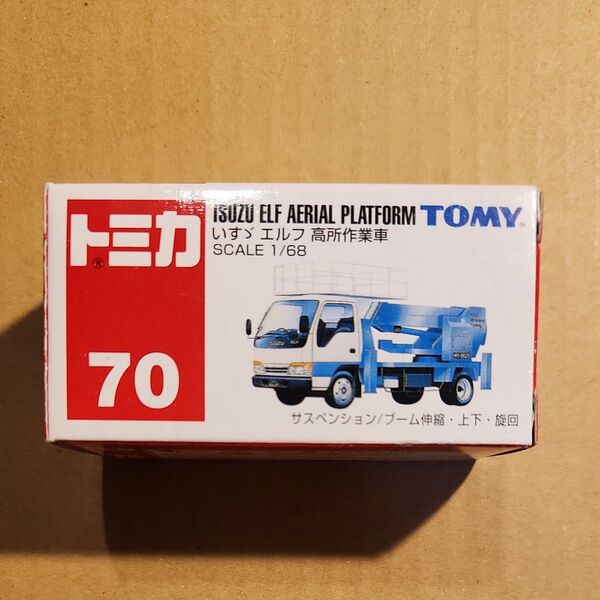 トミカ®
70
ISUZU ELF AERIAL PLATFORM TOMY®
いすゞ エルフ 高所作業車
SCALE 1/68
ISUZU
サスペンション/ブーム伸縮・上下・旋回